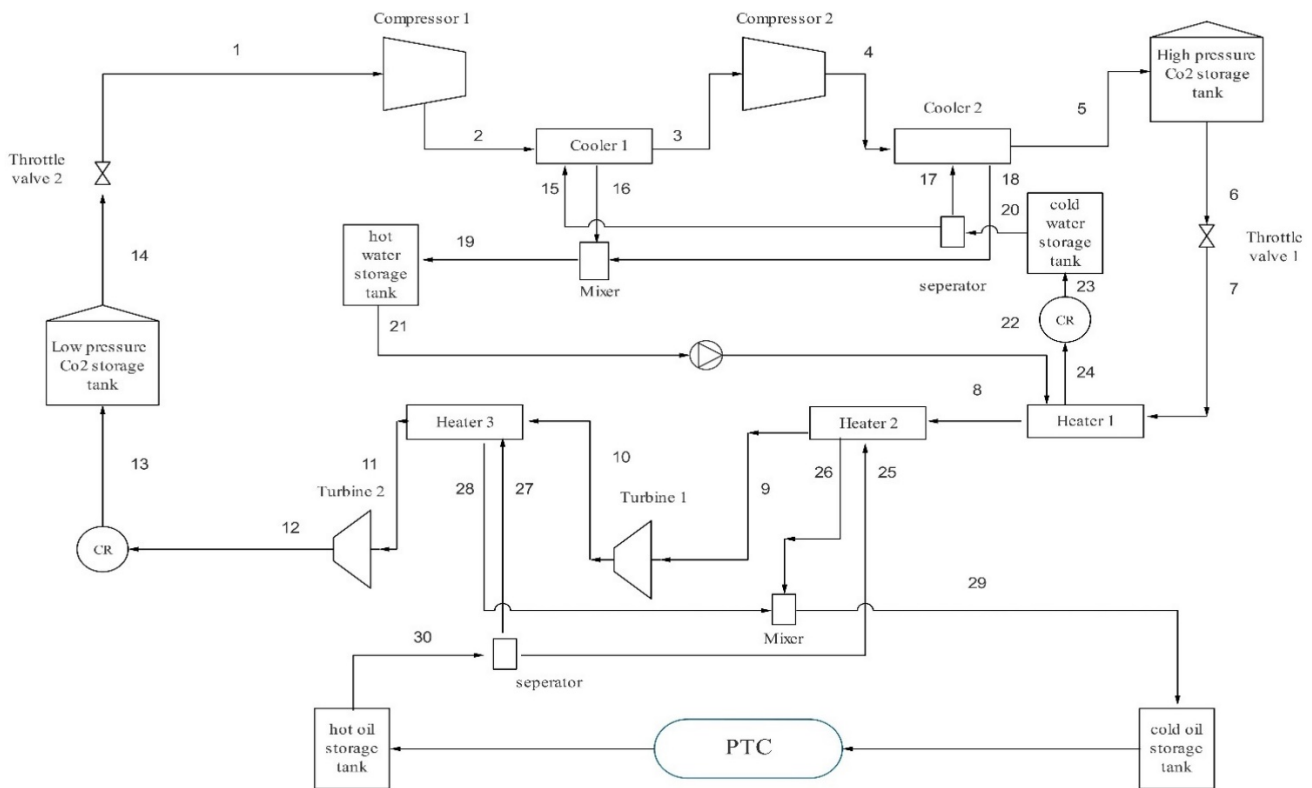 Compressor 1
Compressor 2
1
4
High pressure
Co2 storage
tank
Cooler 2
5
2
Cooler 1
3
Throttle
valve 2
15
16
17
18
6
20
cold
water
storage
tank
hot
water
storage
tank
19
Throttle
valve 1
14
Mixer
seperator
23
7
21
22
CR
Low pressure
Co2 storage
tank
24
8
Heater 3
Heater 2
Heater 1
13
11
10
28
27
9
26
25
Turbine 2
Turbine 1
12
CR
29
30
Mixer
seperator
hot oil
storage
tank
PTC
cold oil
storage
tank